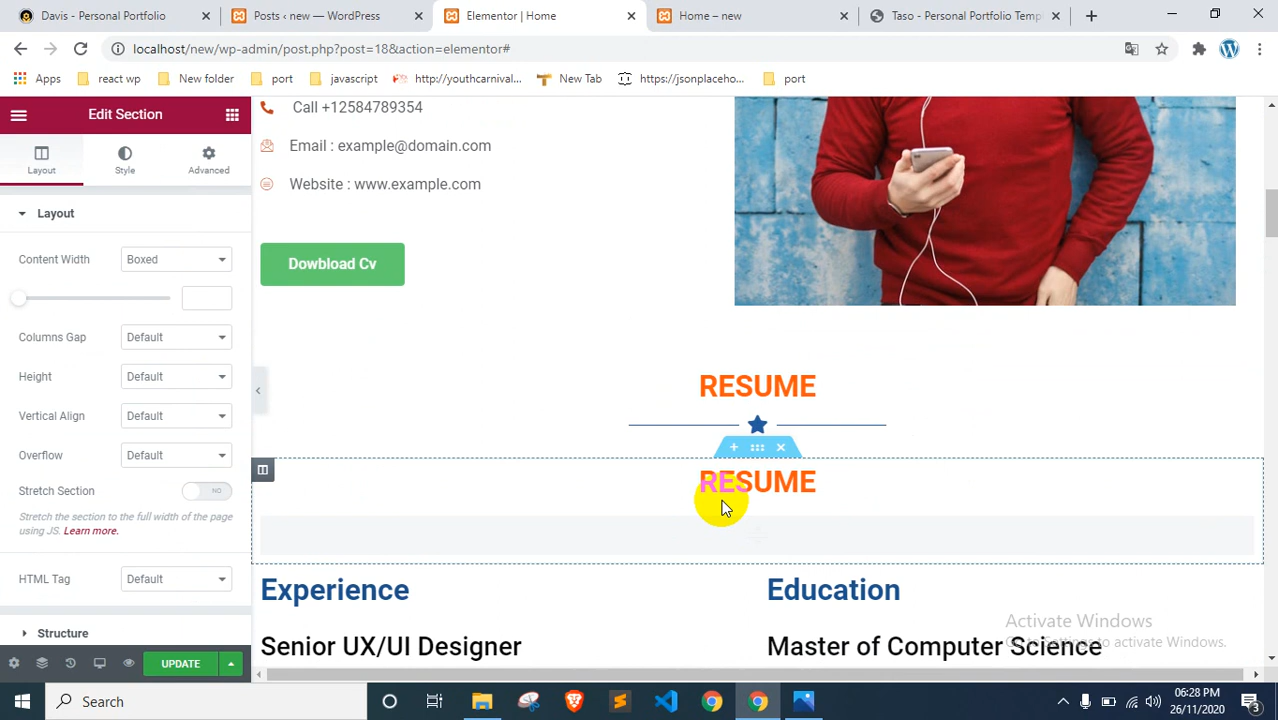 Davis - Personal Portfolio
Posts ‹ new — WordPress
Elementor | Home
Home – new
Taso - Personal Portfolio Temp
localhost/new/wp-admin/post.php?post=18&action=elementor#
Apps
react wp
New folder
port
javascript
http://youthcarnival...
New Tab
https://jsonplaceho...
port
Edit Section
Layout
Style
Advanced
Layout
Content Width
Boxed
Columns Gap
Default
Height
Default
Vertical Align
Default
Overflow
Default
Stretch Section
NO
Stretch the section to the full width of the page
using JS. Learn more.
HTML Tag
Default
Structure
UPDATE
Call +12584789354
Email : example@domain.com
Website : www.example.com
Dowbload Cv
RESUME
RESUME
Experience
Education
Senior UX/UI Designer
Master of Computer Science
Activate Windows
Go to Settings to activate Windows.
Search
06:28 PM
26/11/2020
3